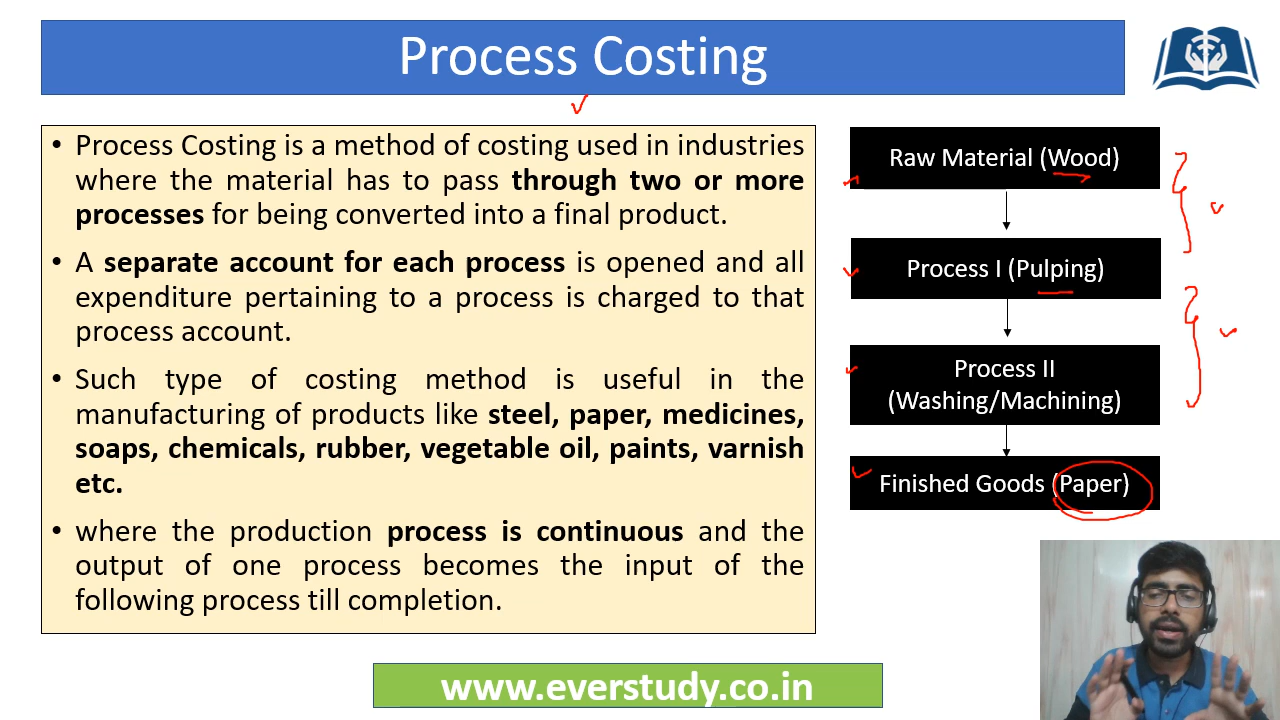 Process Costing
• Process Costing is a method of costing used in industries
where the material has to pass through two or more
processes for being converted into a final product.
• A separate account for each process is opened and all
expenditure pertaining to a process is charged to that
process account.
• Such type of costing method is useful in the
manufacturing of products like steel, paper, medicines,
soaps, chemicals, rubber, vegetable oil, paints, varnish
etc.
• where the production process is continuous and the
output of one process becomes the input of the
following process till completion.
Raw Material (Wood)
Process I (Pulping)
Process II
(Washing/Machining)
Finished Goods (Paper)
www.everstudy.co.in